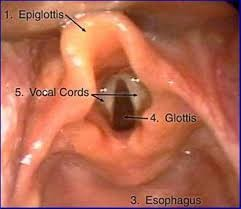 1. Epiglottis
5. Vocal Cords
4. Glottis
3. Esophagus